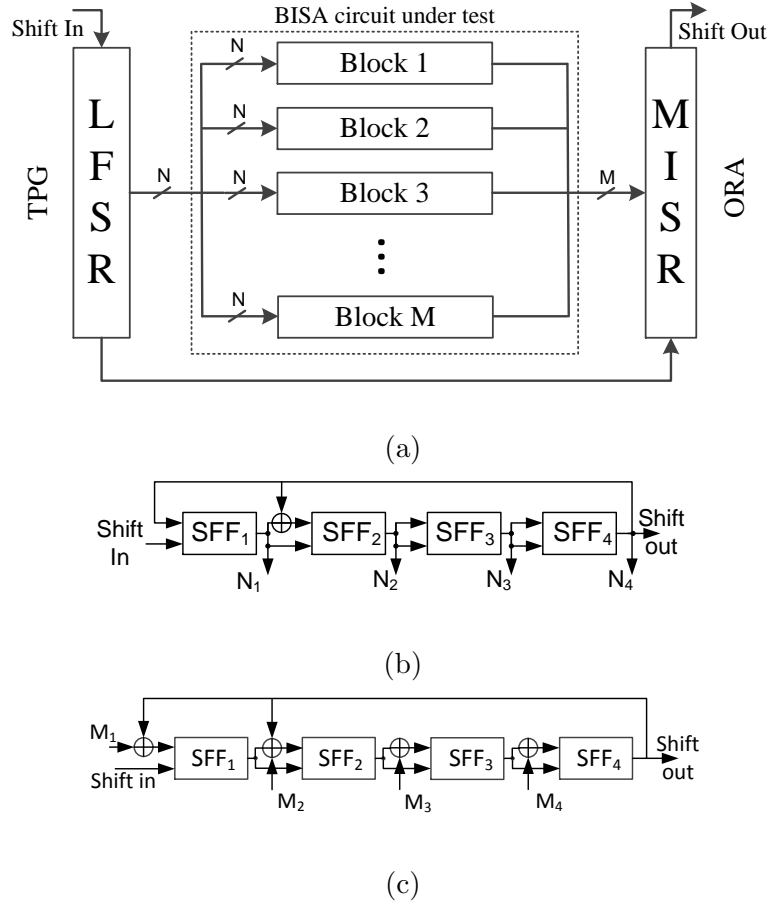 BISA circuit under test
Shift In
Shift Out
N
Block 1
N
Block 2
TPG
LFSR
N
N
Block 3
M
MISR
ORA
N
Block M
(a)
Shift
In
SFF1
SFF2
SFF3
SFF4
Shift
out
N1
N2
N3
N4
(b)
M1
Shift in
SFF1
SFF2
SFF3
SFF4
Shift
out
M2
M3
M4
(c)